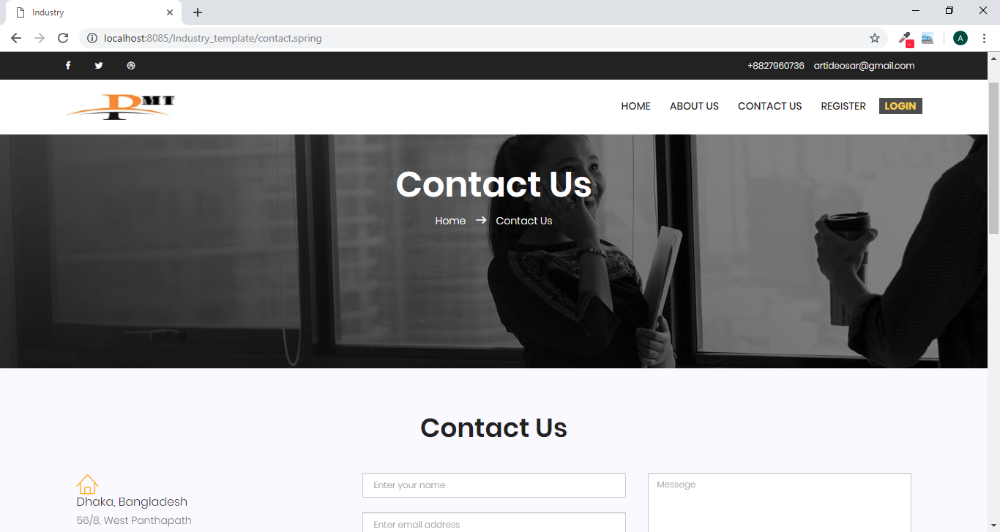 Industry
localhost:8085/Industry_template/contact.spring
A
+8827960736 artideosar@gmail.com
PMT
HOME ABOUT US CONTACT US REGISTER LOGIN
Contact Us
Home → Contact Us
Contact Us
Enter your name
Messege
Dhaka, Bangladesh
56/8, West Panthapath
Enter email address